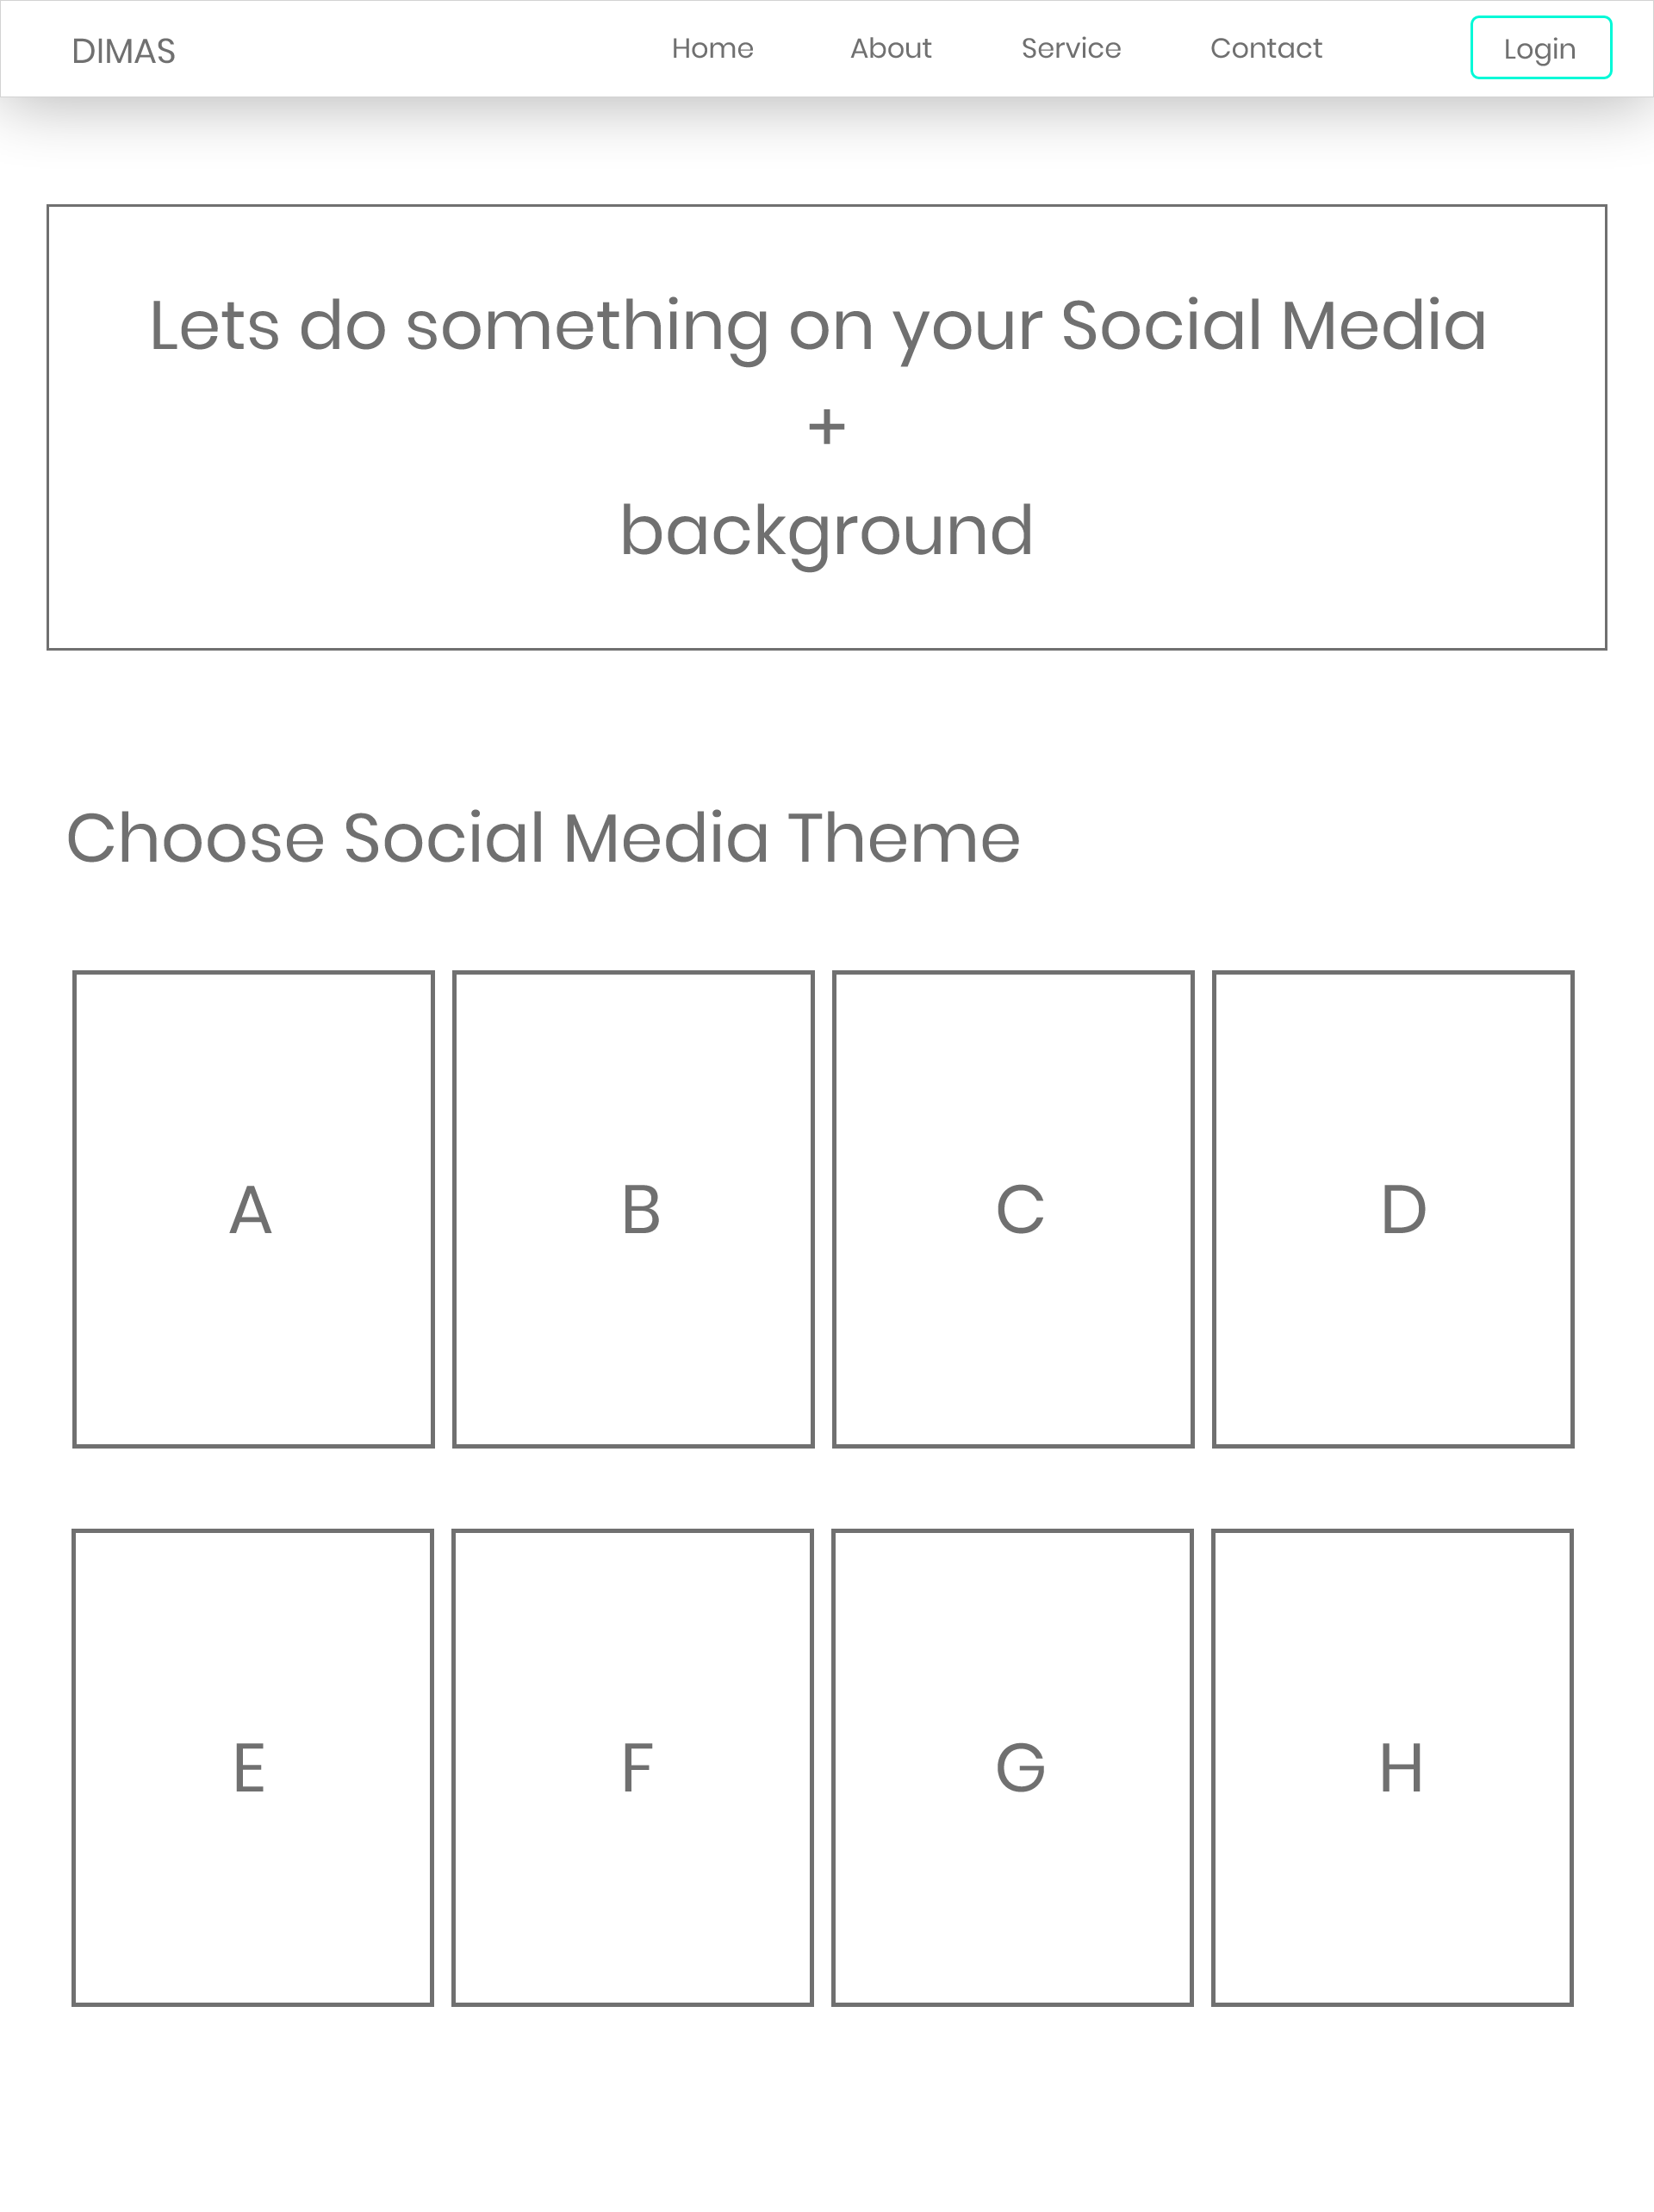 DIMAS Home About Service Contact Login
Lets do something on your Social Media
+
background
Choose Social Media Theme
A B C D
E F G H